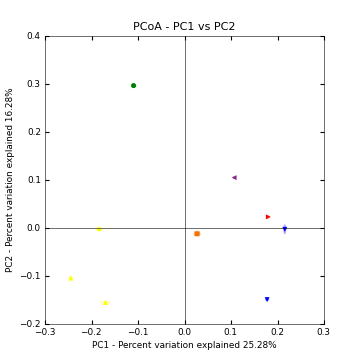 PCoA - PC1 vs PC2
0.4
0.3
0.2
0.1
0.0
−0.1
−0.2
PC2 - Percent variation explained 16.28%
−0.3 −0.2 −0.1 0.0 0.1 0.2 0.3
PC1 - Percent variation explained 25.28%